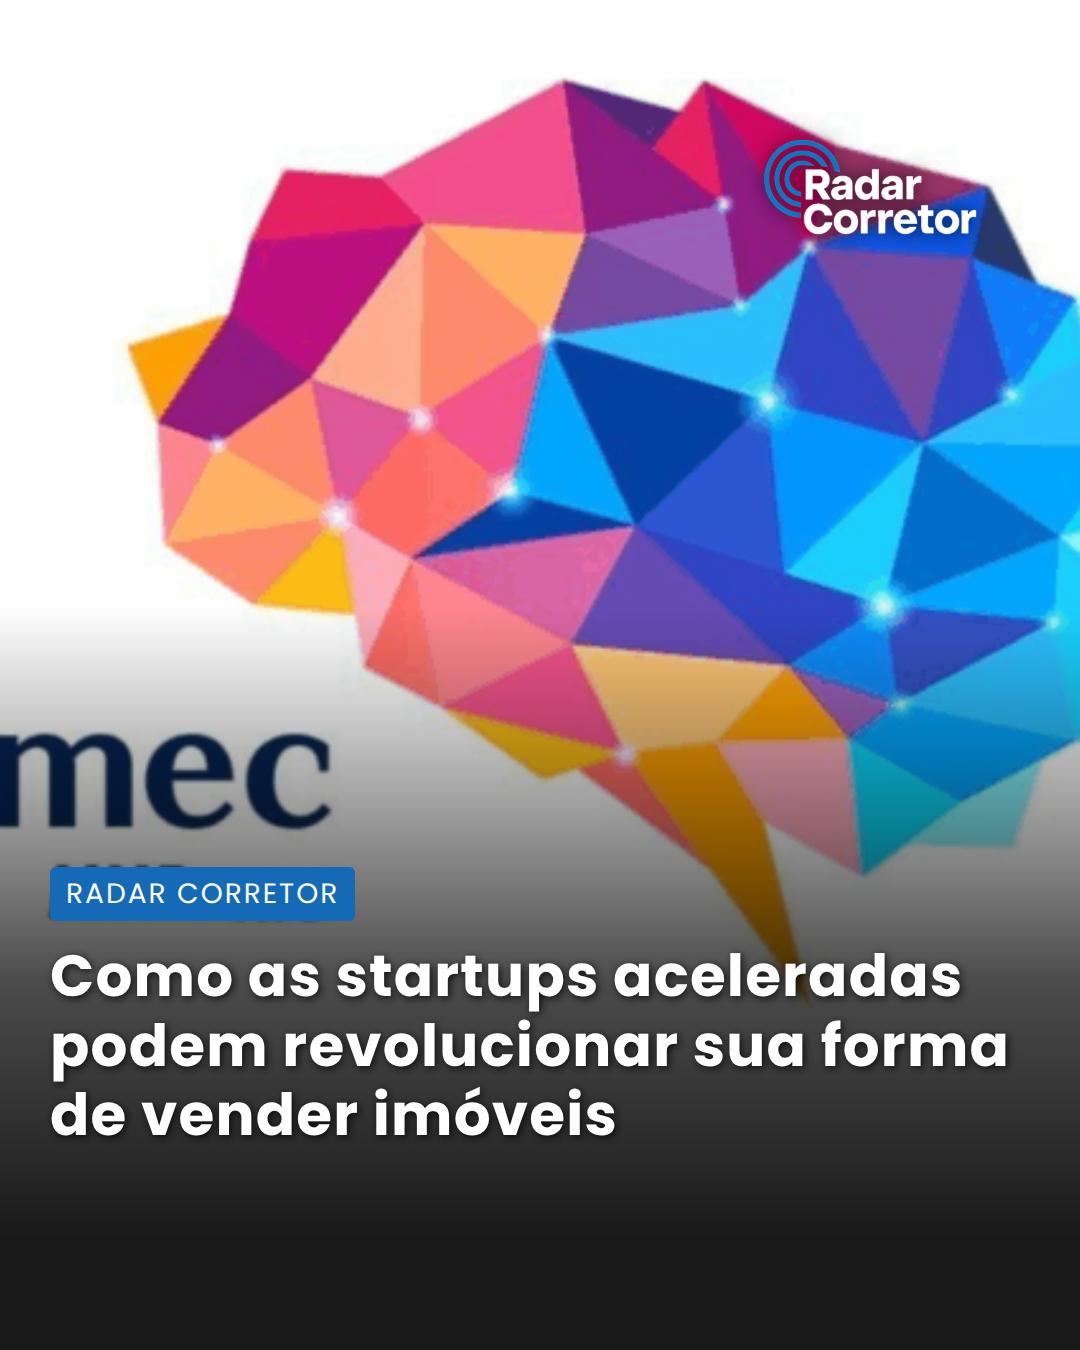 Radar
Corretor
mec
RADAR CORRETOR
Como as startups aceleradas
podem revolucionar sua forma
de vender imóveis